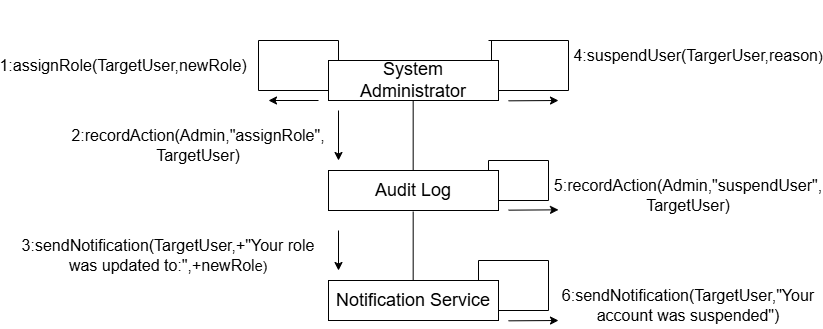 1:assignRole(TargetUser,newRole)
System
Administrator
4:suspendUser(TargerUser,reason)
2:recordAction(Admin,"assignRole",
TargetUser)
Audit Log
5:recordAction(Admin,"suspendUser",
TargetUser)
3:sendNotification(TargetUser,+"Your role
was updated to:",+newRole)
Notification Service
6:sendNotification(TargetUser,"Your
account was suspended")